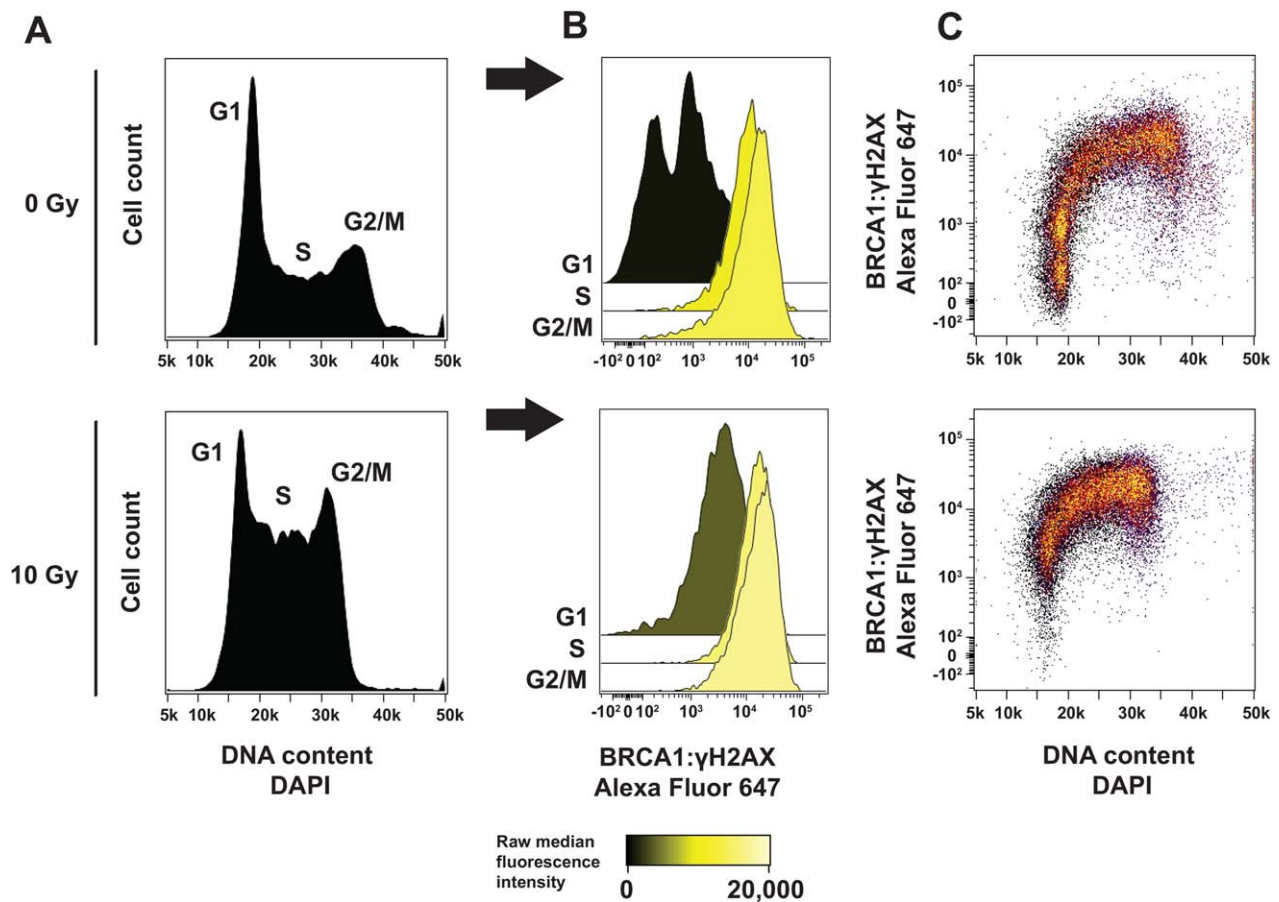 A
B
C
0 Gy
Cell count
G1
S
G2/M
5k 10k 20k 30k 40k 50k
G1
S
G2/M
-10² 0 10² 10³ 10⁴ 10⁵
BRCA1:γH2AX
Alexa Fluor 647
10⁵
10⁴
10³
10²
0
-10²
5k 10k 20k 30k 40k 50k
10 Gy
Cell count
G1
S
G2/M
5k 10k 20k 30k 40k 50k
DNA content
DAPI
G1
S
G2/M
-10² 0 10² 10³ 10⁴ 10⁵
BRCA1:γH2AX
Alexa Fluor 647
BRCA1:γH2AX
Alexa Fluor 647
10⁵
10⁴
10³
10²
0
-10²
5k 10k 20k 30k 40k 50k
DNA content
DAPI
Raw median
fluorescence
intensity
0 20,000